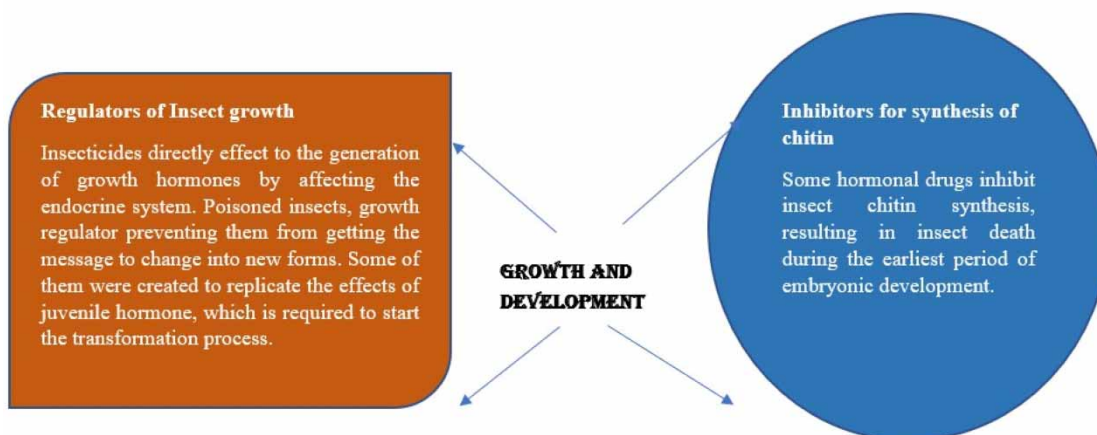 Regulators of Insect growth
Insecticides directly effect to the generation
of growth hormones by affecting the
endocrine system. Poisoned insects, growth
regulator preventing them from getting the
message to change into new forms. Some of
them were created to replicate the effects of
juvenile hormone, which is required to start
the transformation process.
GROWTH AND
DEVELOPMENT
Inhibitors for synthesis of
chitin
Some hormonal drugs inhibit
insect chitin synthesis,
resulting in insect death
during the earliest period of
embryonic development.